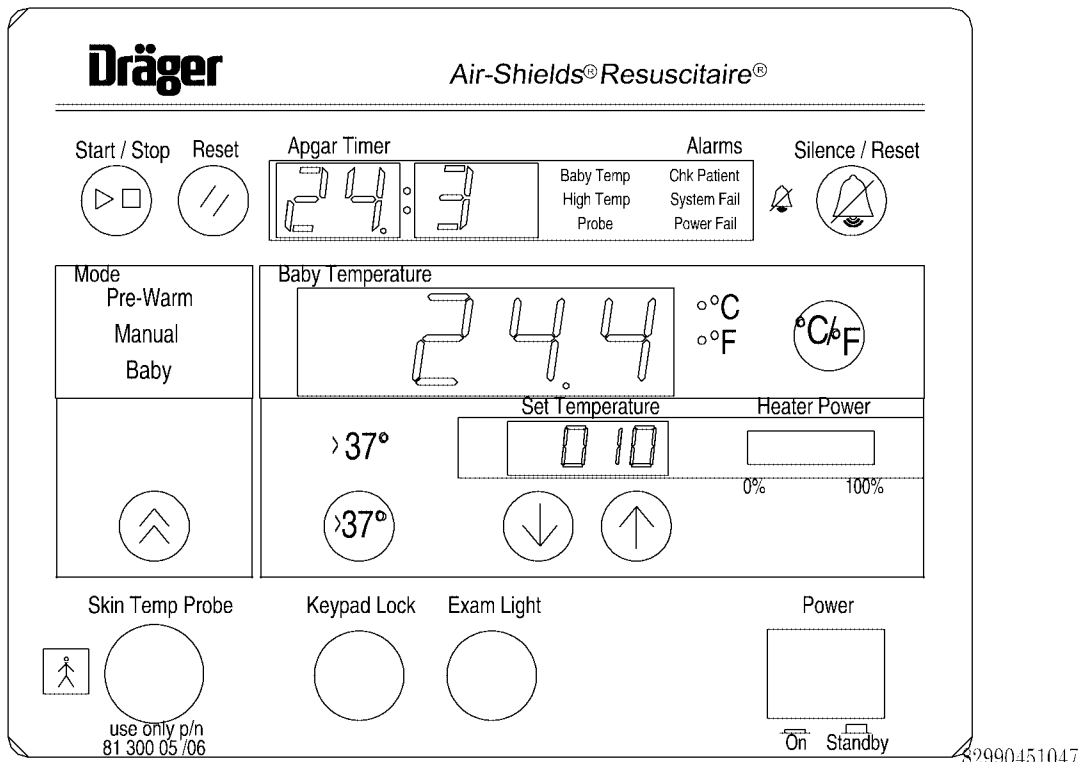 Dräger
Air-Shields® Resuscitaire®
Start / Stop Reset Apgar Timer Alarms Silence / Reset
24.:3
Baby Temp Chk Patient
High Temp System Fail
Probe Power Fail
Mode
Pre-Warm
Manual
Baby
Baby Temperature
24.4
°C
°F
°C/°F
Set Temperature Heater Power
>37° 010
0% 100%
>37°
Skin Temp Probe Keypad Lock Exam Light Power
use only p/n
81 300 05 /06
On Standby
82990451047